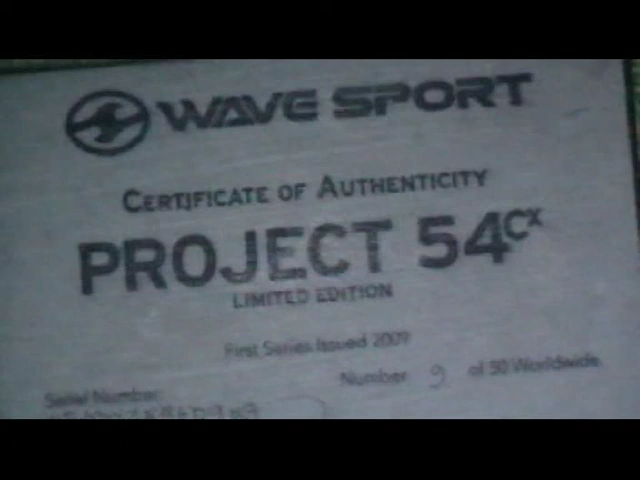 WAVE SPORT
CERTIFICATE OF AUTHENTICITY
PROJECT 54CX
LIMITED EDITION
First Series Issued 2009
Number 9 of 30 Worldwide
Serial Number: